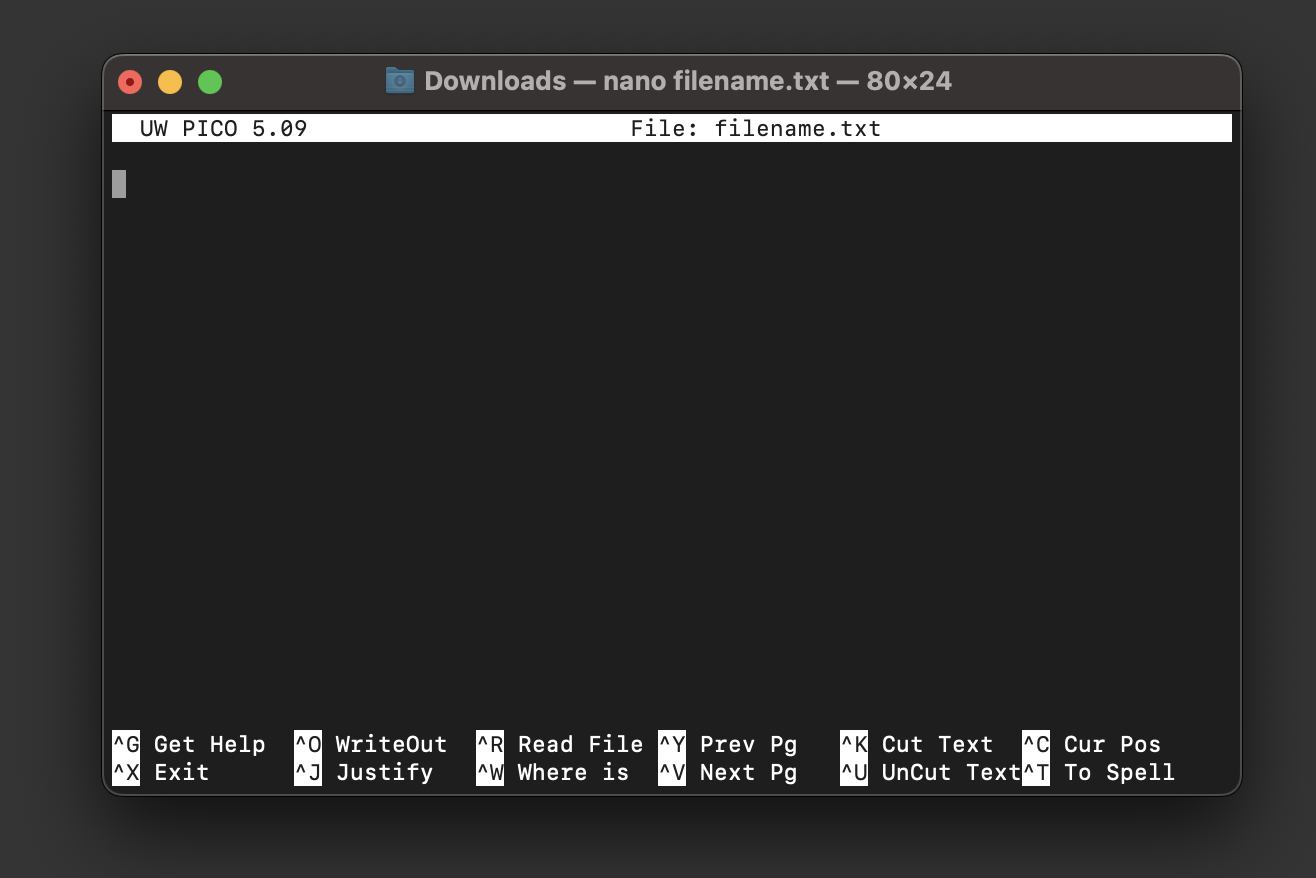 Downloads — nano filename.txt — 80×24
UW PICO 5.09 File: filename.txt
^G Get Help ^O WriteOut ^R Read File ^Y Prev Pg ^K Cut Text ^C Cur Pos
^X Exit ^J Justify ^W Where is ^V Next Pg ^U UnCut Text ^T To Spell